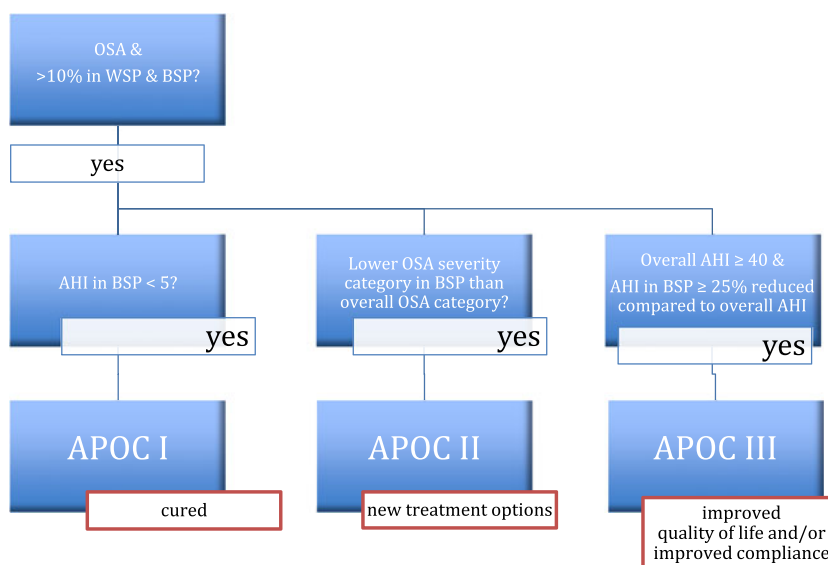 OSA &
>10% in WSP & BSP?
yes
AHI in BSP < 5?
yes
Lower OSA severity
category in BSP than
overall OSA category?
yes
Overall AHI ≥ 40 &
AHI in BSP ≥ 25% reduced
compared to overall AHI
yes
APOC I
cured
APOC II
new treatment options
APOC III
improved
quality of life and/or
improved compliance